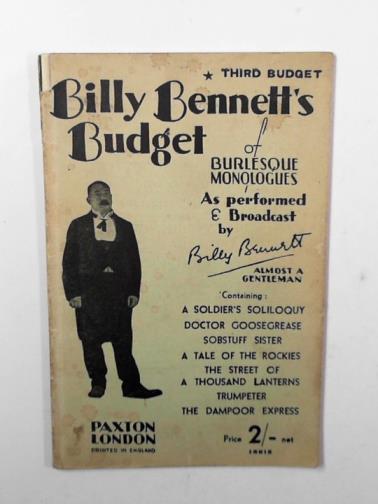 ★ THIRD BUDGET
Billy Bennett's
Budget
of
BURLESQUE
MONOLOGUES
As performed
& Broadcast
by
Billy Bennett
ALMOST A
GENTLEMAN
Containing:
A SOLDIER'S SOLILOQUY
DOCTOR GOOSEGREASE
SOBSTUFF SISTER
A TALE OF THE ROCKIES
THE STREET OF
A THOUSAND LANTERNS
TRUMPETER
THE DAMPOOR EXPRESS
PAXTON
LONDON
PRINTED IN ENGLAND
Price 2/- net